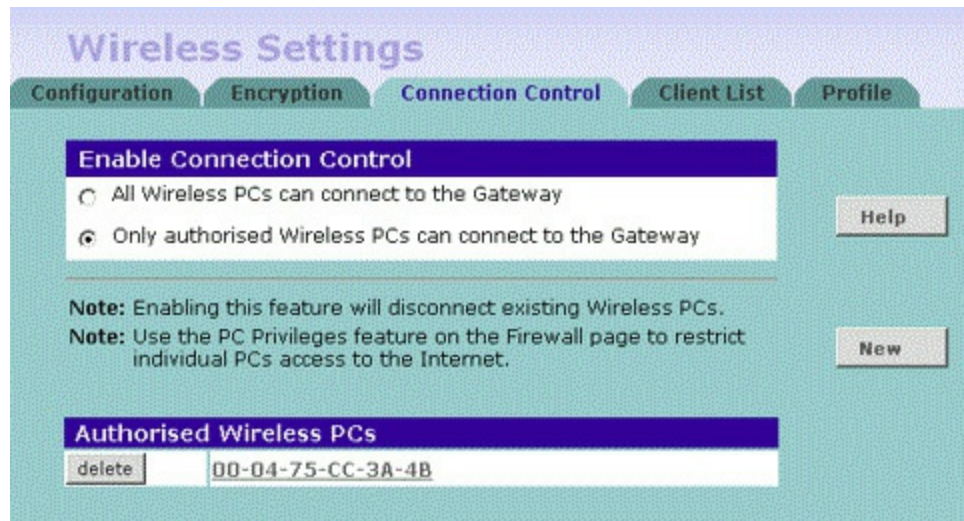 Wireless Settings
Configuration Encryption Connection Control Client List Profile
Enable Connection Control
All Wireless PCs can connect to the Gateway
Only authorised Wireless PCs can connect to the Gateway
Help
Note: Enabling this feature will disconnect existing Wireless PCs.
Note: Use the PC Privileges feature on the Firewall page to restrict
individual PCs access to the Internet.
New
Authorised Wireless PCs
delete 00-04-75-CC-3A-4B